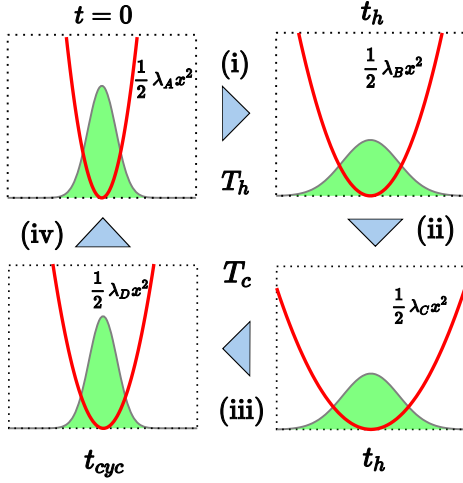 t = 0
(i)
t_h
1/2 λ_A x²
1/2 λ_B x²
T_h
(iv)
(ii)
1/2 λ_D x²
T_c
1/2 λ_C x²
(iii)
t_cyc
t_h